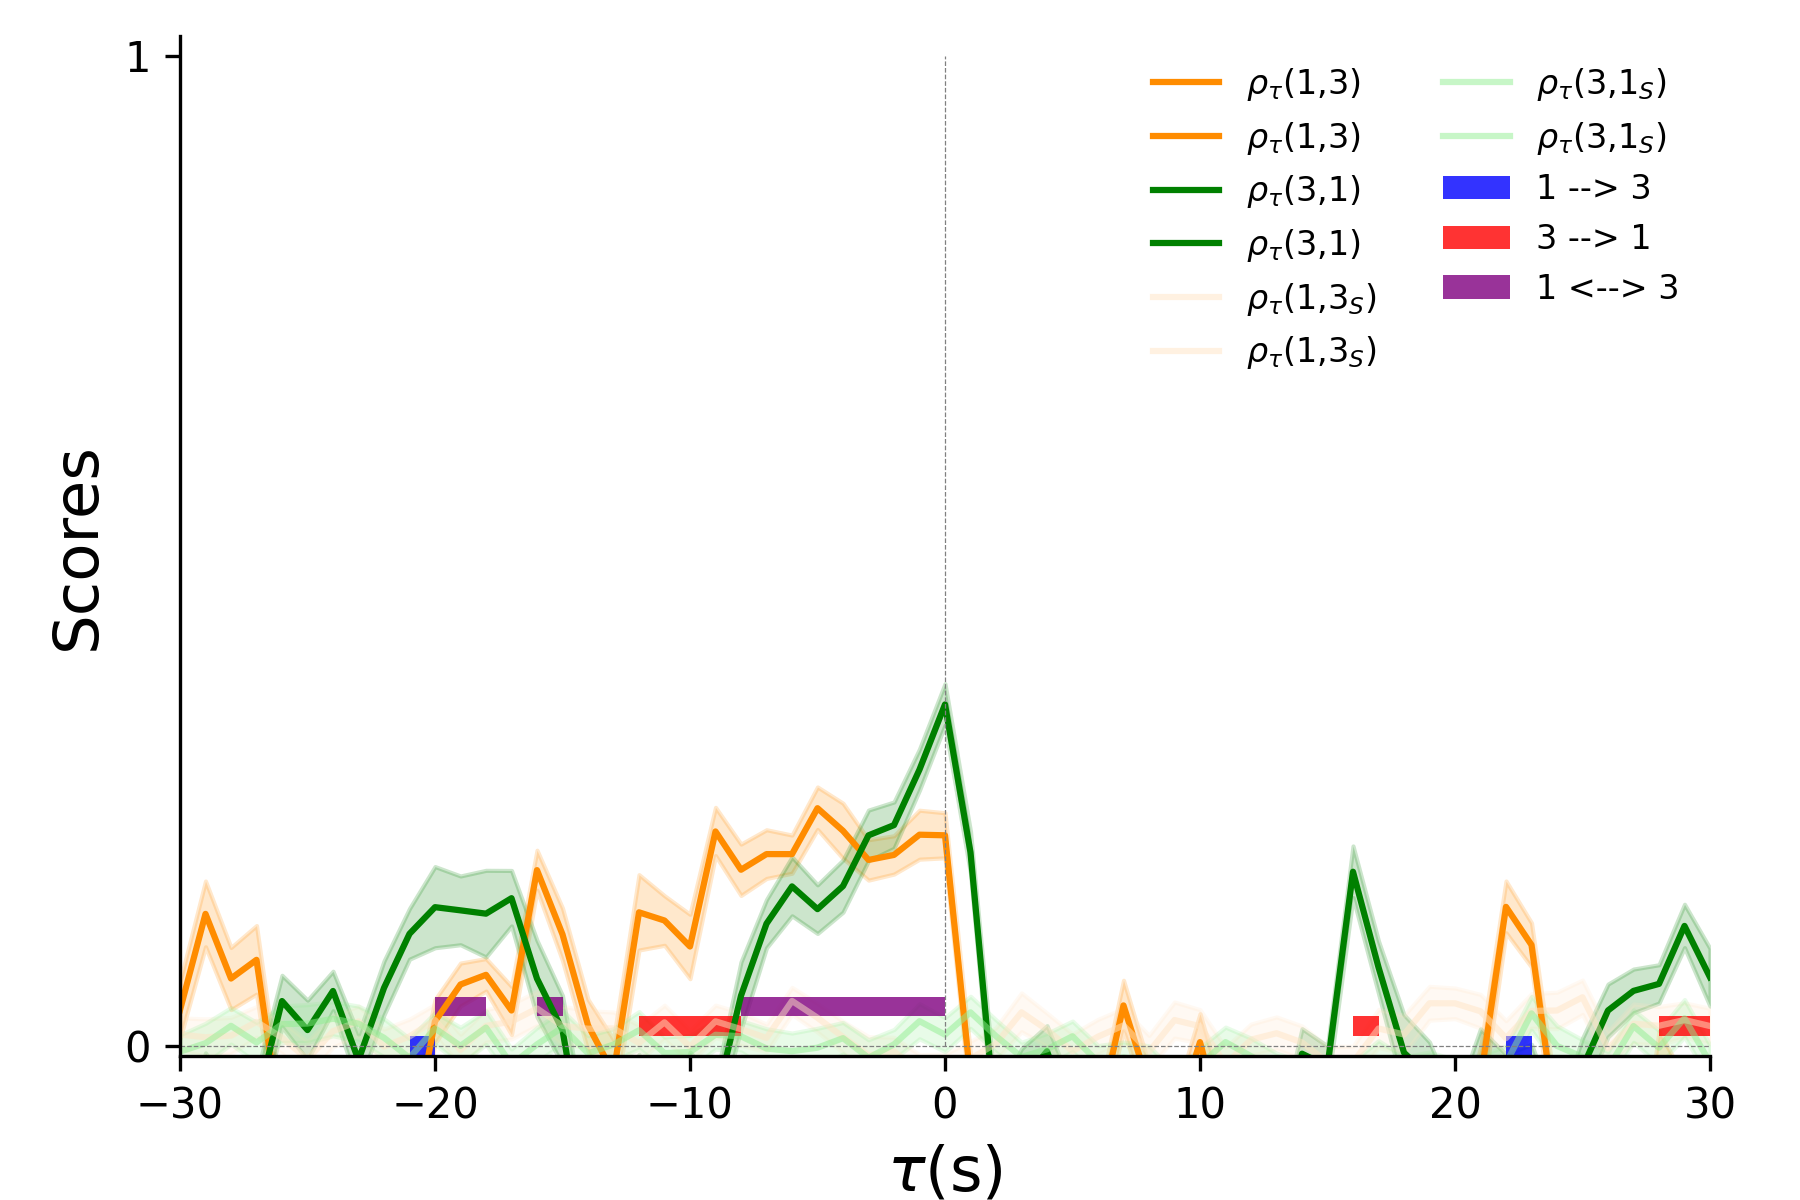 1
ρτ(1,3)
ρτ(1,3)
ρτ(3,1)
ρτ(3,1)
ρτ(1,3S)
ρτ(1,3S)
ρτ(3,1S)
ρτ(3,1S)
1 --> 3
3 --> 1
1 <--> 3
Scores
0
−30 −20 −10 0 10 20 30
τ(s)